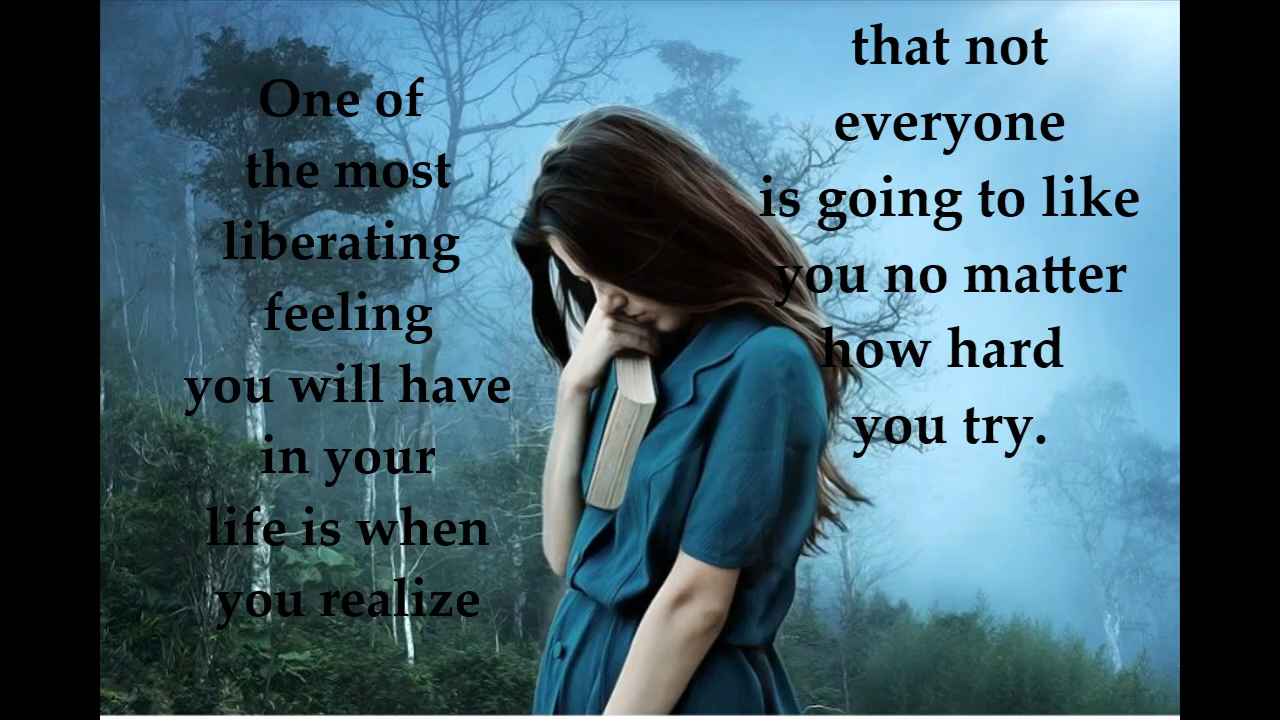 One of
the most
liberating
feeling
you will have
in your
life is when
you realize
that not
everyone
is going to like
you no matter
how hard
you try.